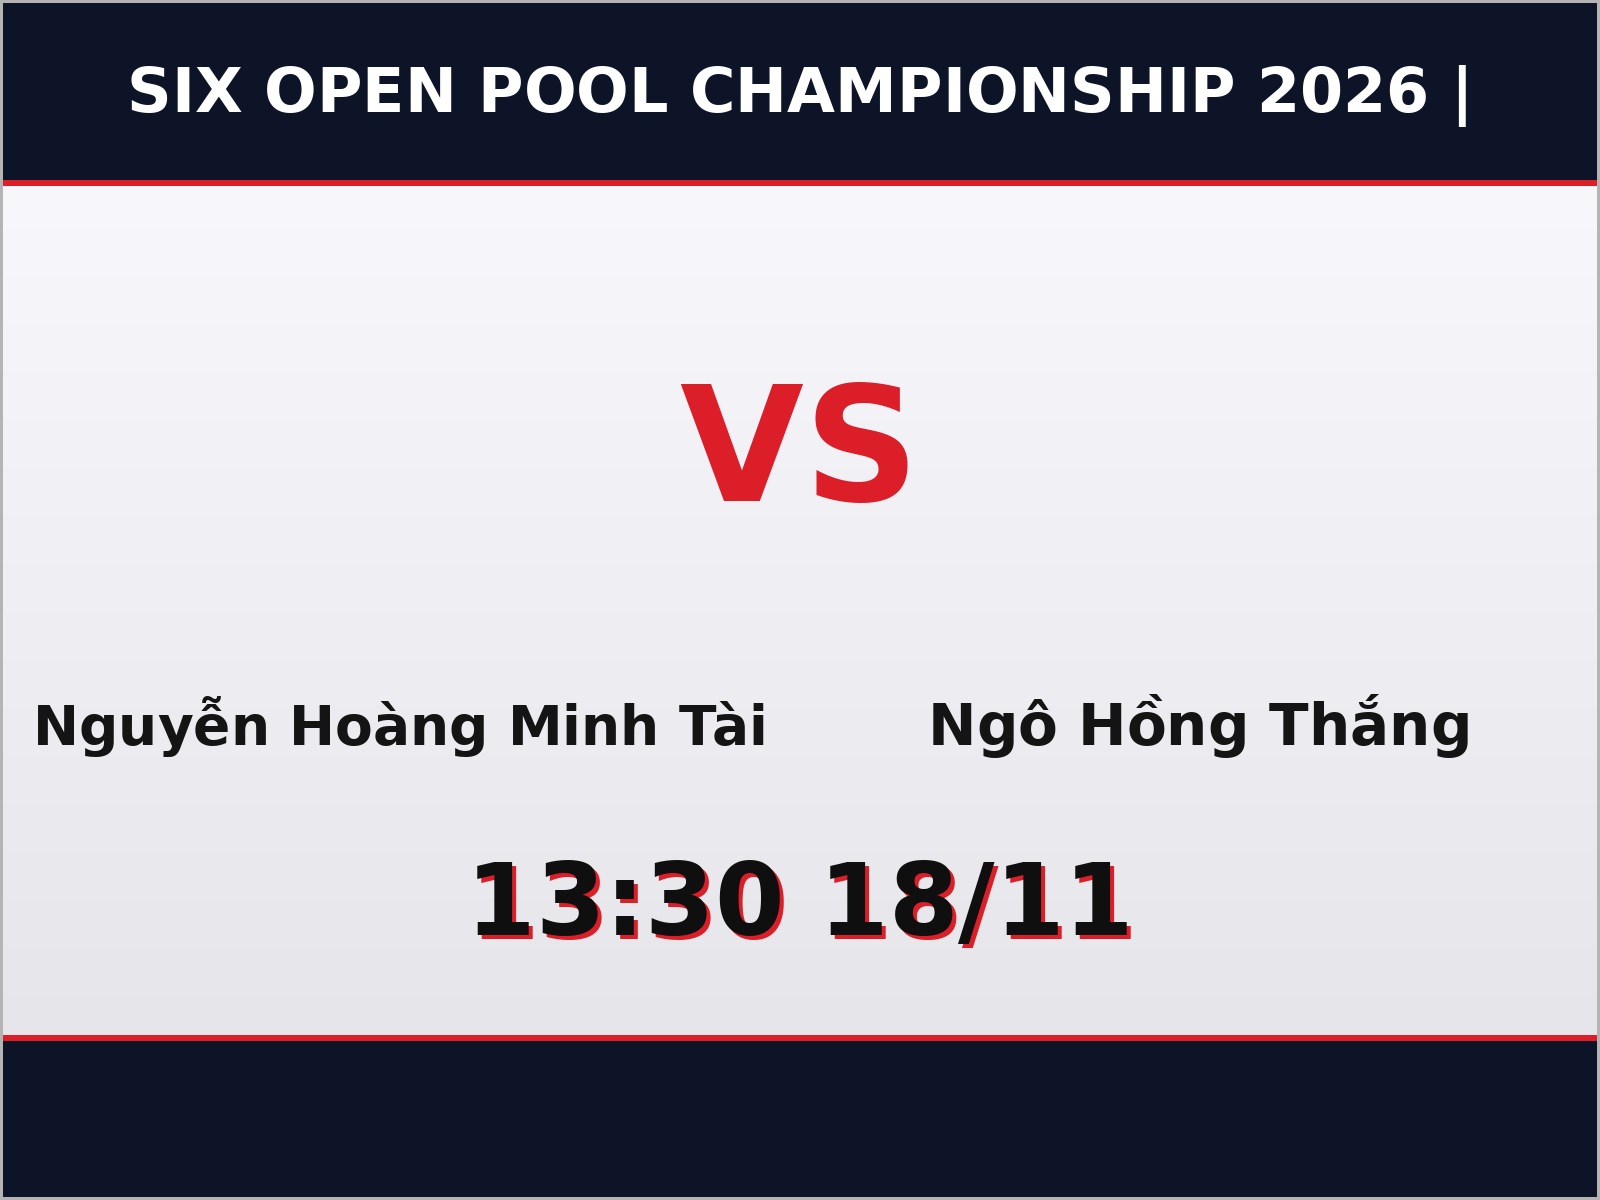 SIX OPEN POOL CHAMPIONSHIP 2026 |
VS
Nguyễn Hoàng Minh Tài
Ngô Hồng Thắng
13:30 18/11